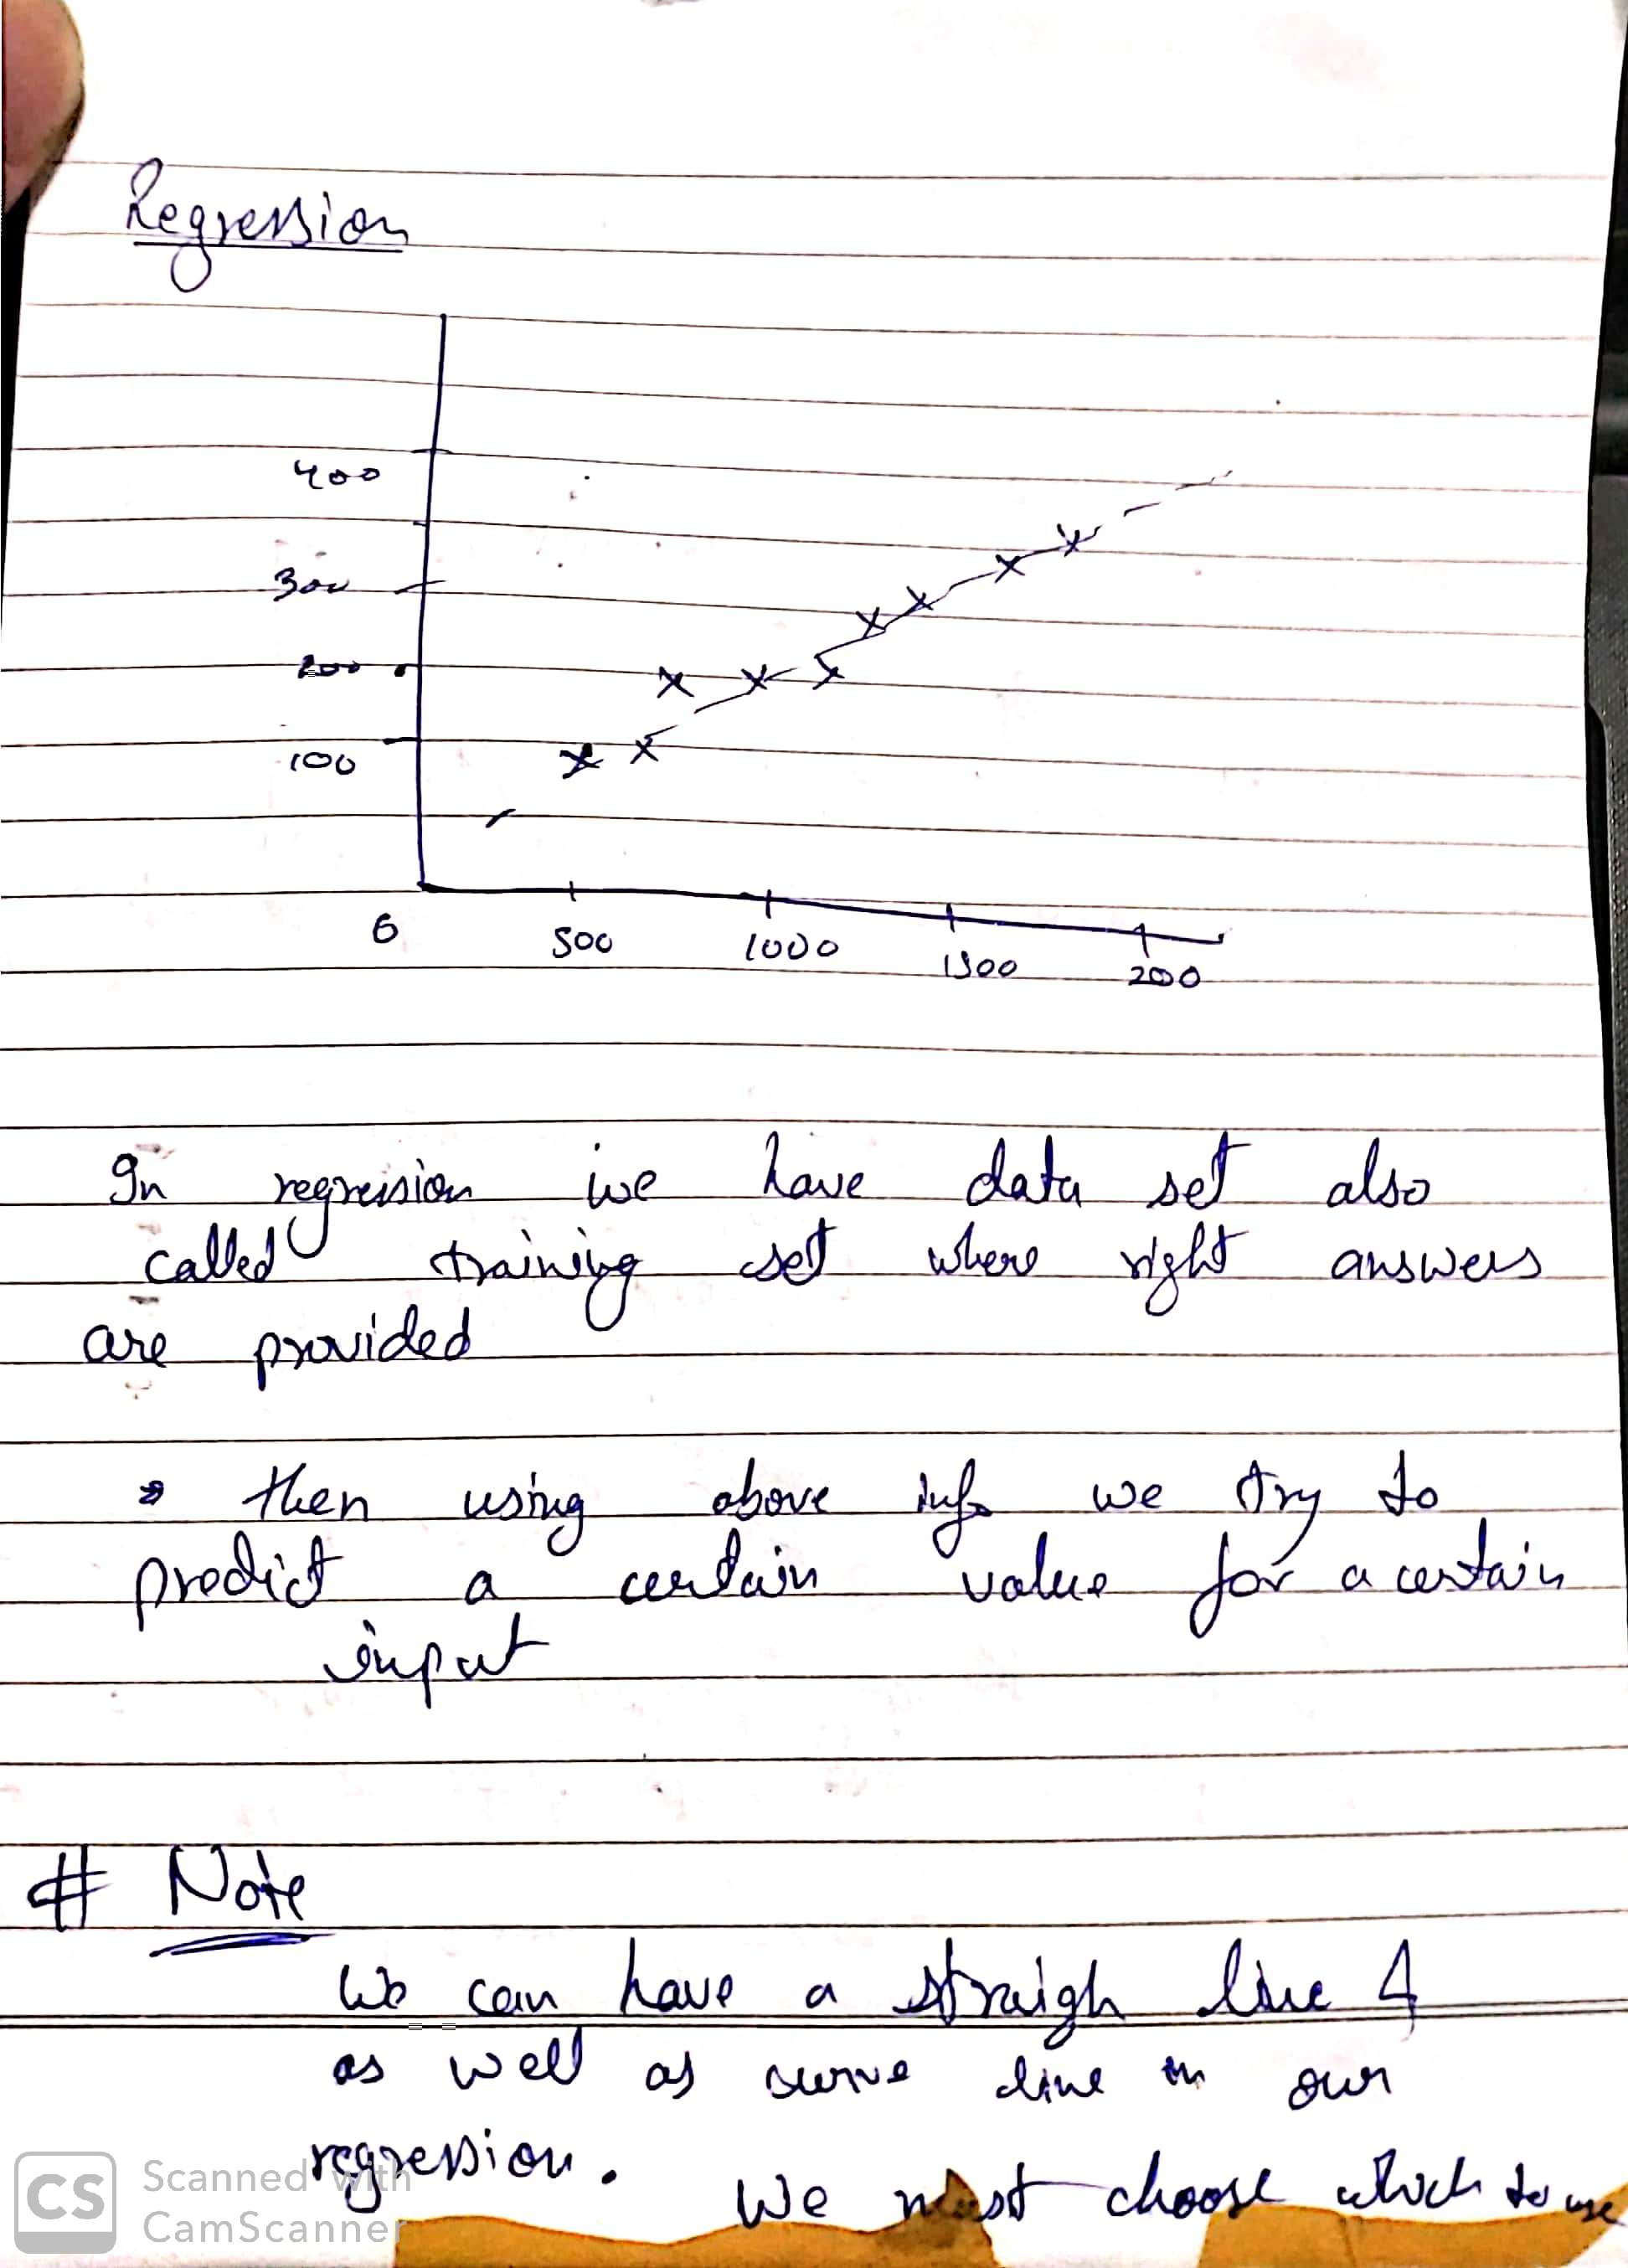 Regression
400
300
200
100
0
500
1000
1500
200
In regression we have data set also
called training set where right answers
are provided
* then using above info we try to
predict a certain value for a certain
input
# Note
We can have a straigh line &
as well as curve line in our
regression.
We must choose which to use
CS
Scanned with
CamScanner